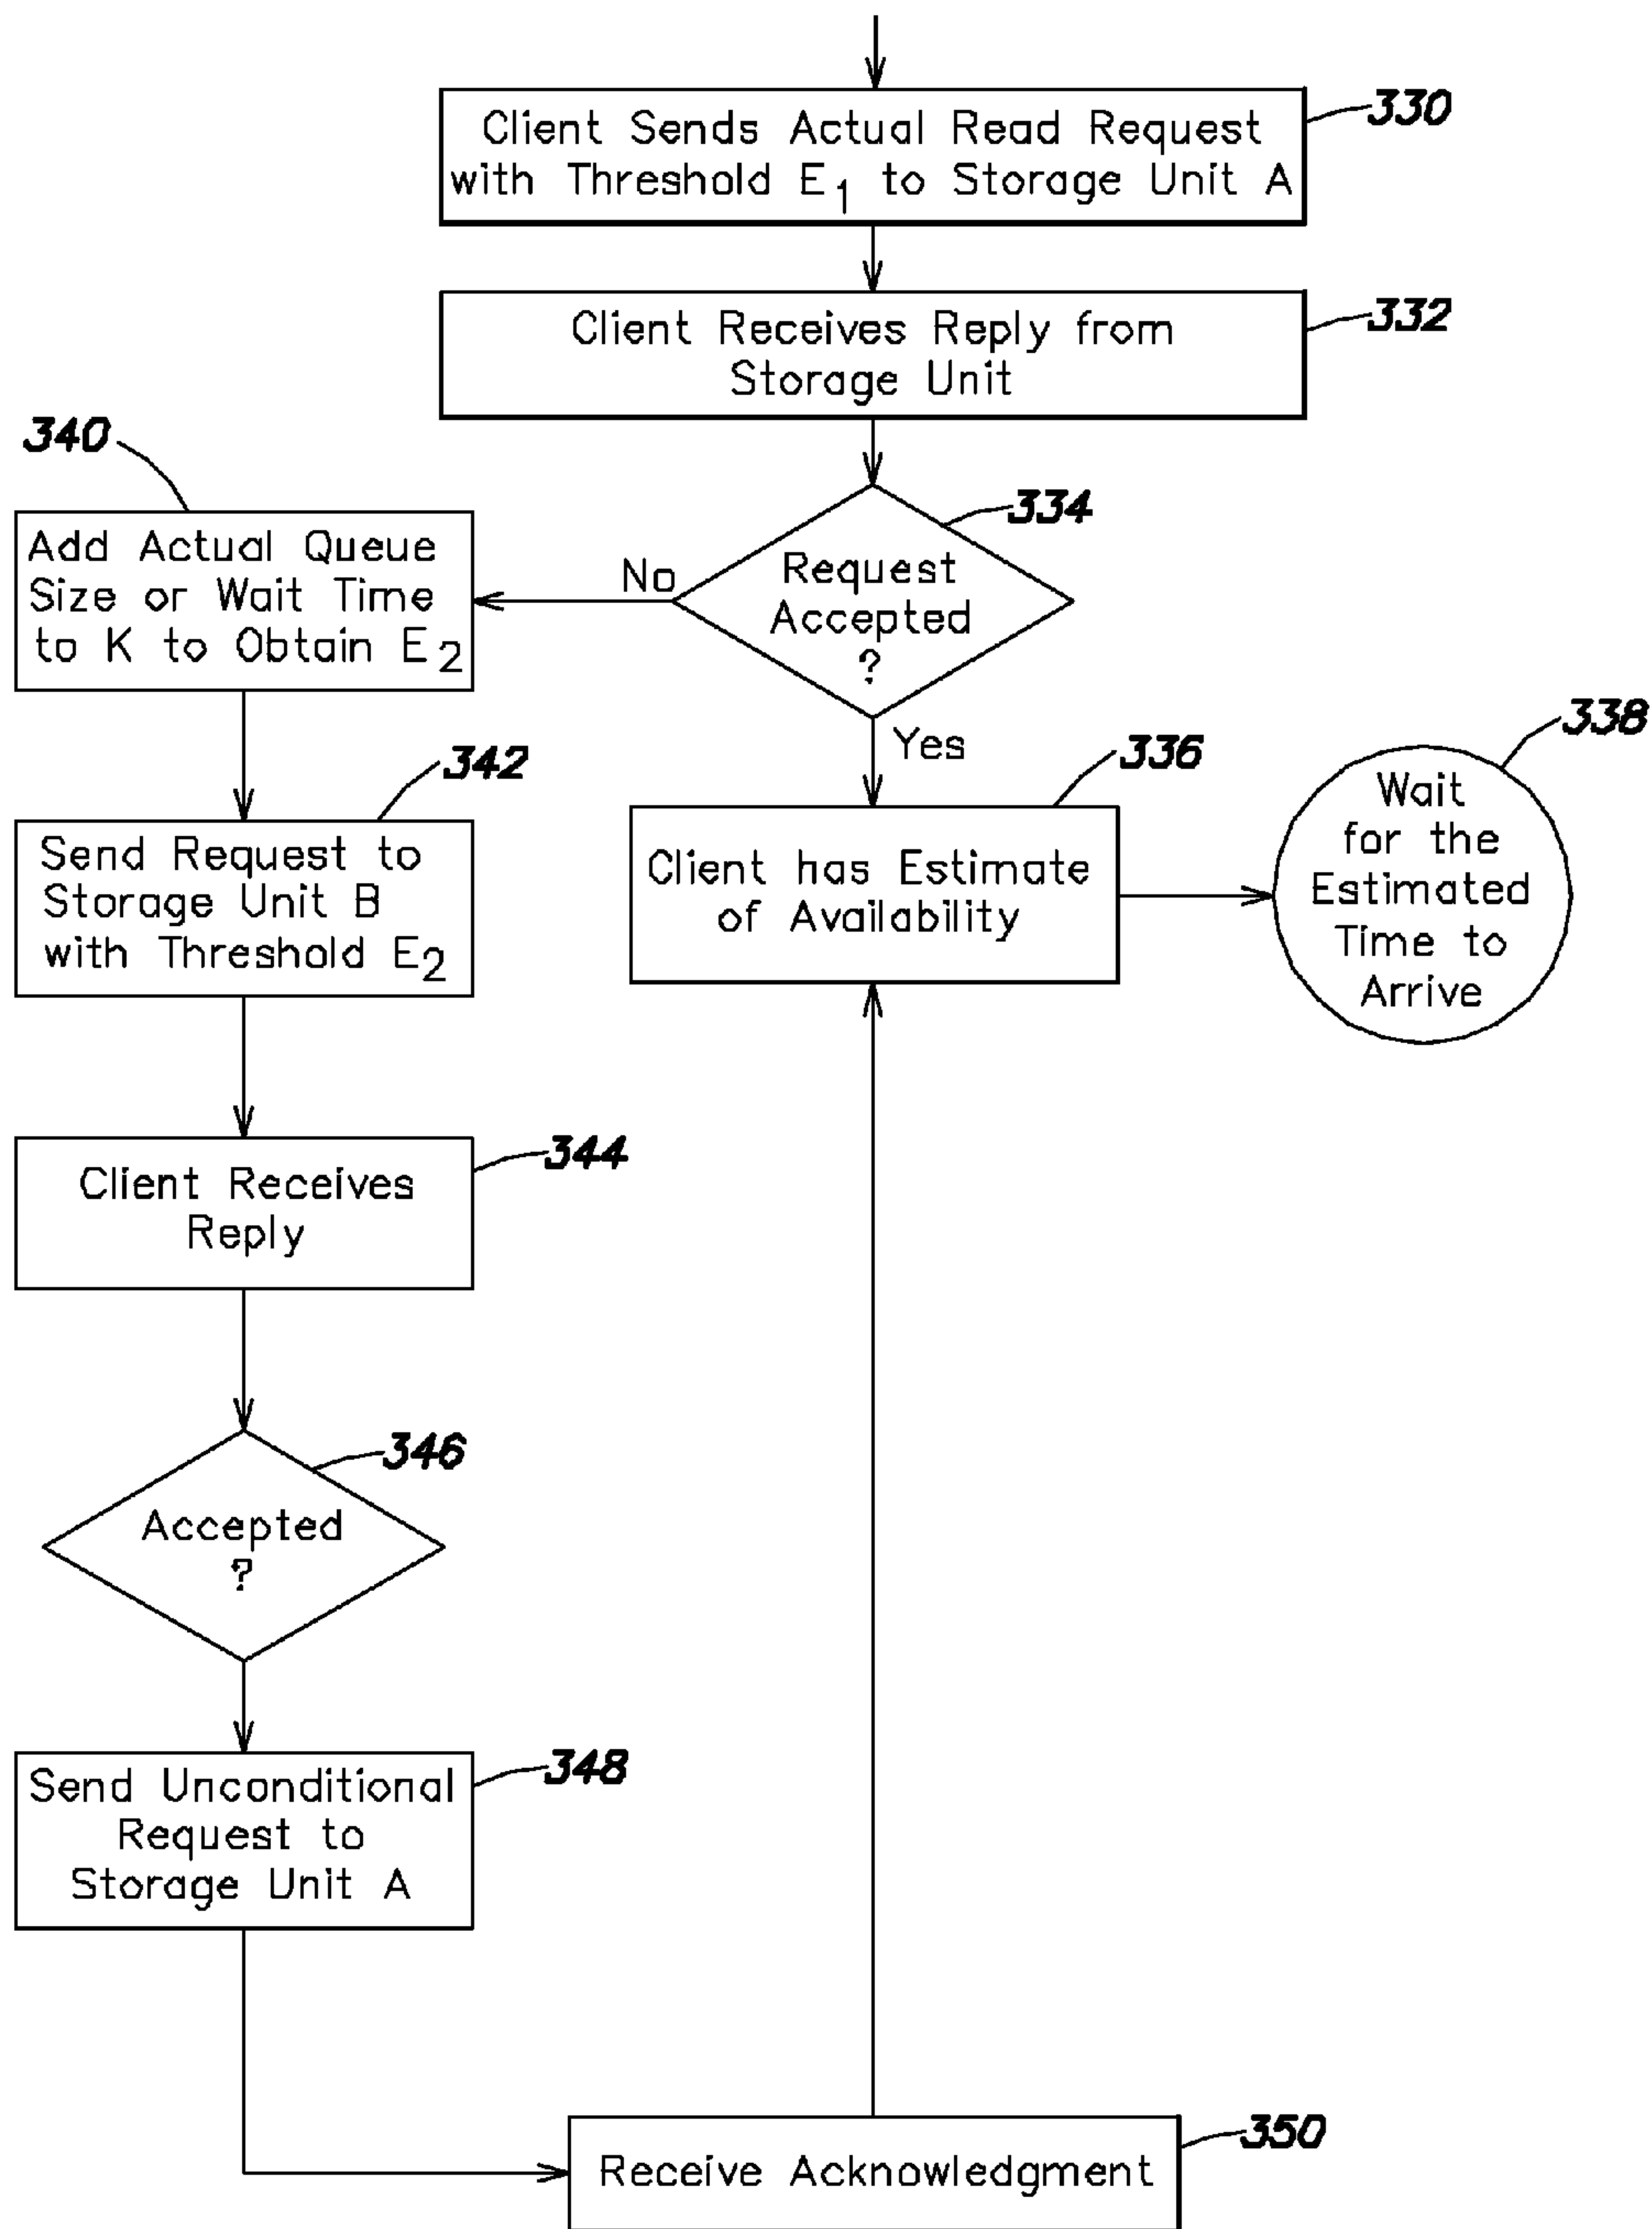 330
Client Sends Actual Read Request
with Threshold E1 to Storage Unit A
332
Client Receives Reply from
Storage Unit
334
Request
Accepted
?
No
Yes
340
Add Actual Queue
Size or Wait Time
to K to Obtain E2
336
Client has Estimate
of Availability
338
Wait
for the
Estimated
Time to
Arrive
342
Send Request to
Storage Unit B
with Threshold E2
344
Client Receives
Reply
346
Accepted
?
348
Send Unconditional
Request to
Storage Unit A
350
Receive Acknowledgment